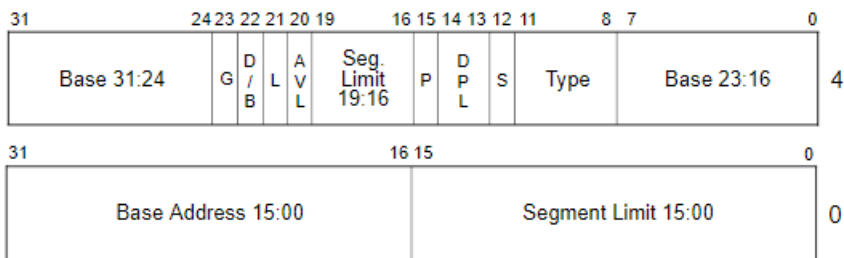 31 24 23 22 21 20 19 16 15 14 13 12 11 8 7 0
Base 31:24 G D/B L AVL Seg. Limit 19:16 P DPL S Type Base 23:16 4
31 16 15 0
Base Address 15:00 Segment Limit 15:00 0